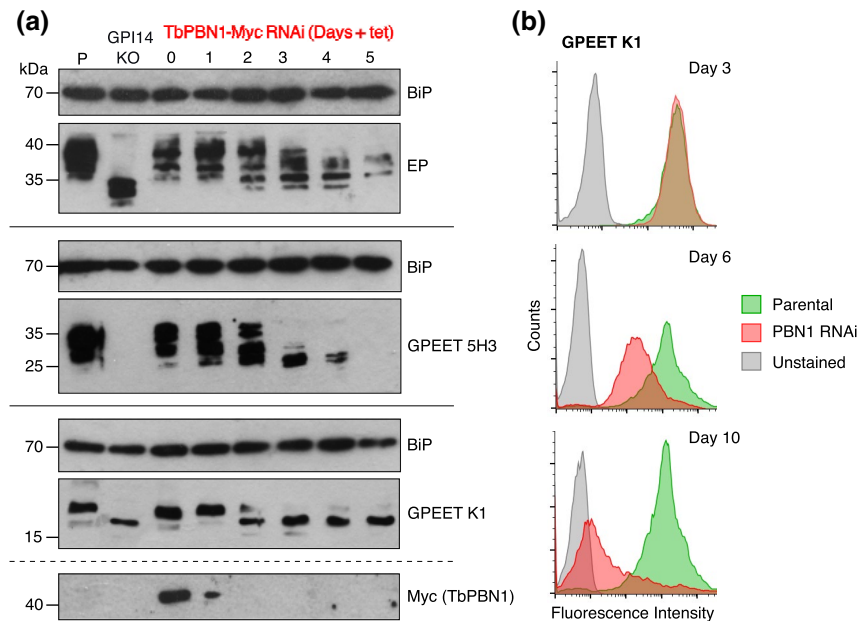 (a)
GPI14 TbPBN1-Myc RNAi (Days + tet)
kDa P KO 0 1 2 3 4 5
70 BiP
40
EP
35
70 BiP
35
GPEET 5H3
25
70 BiP
GPEET K1
15
Myc (TbPBN1)
40
(b)
GPEET K1
Day 3
Day 6
Counts
Parental
PBN1 RNAi
Unstained
Day 10
Fluorescence Intensity